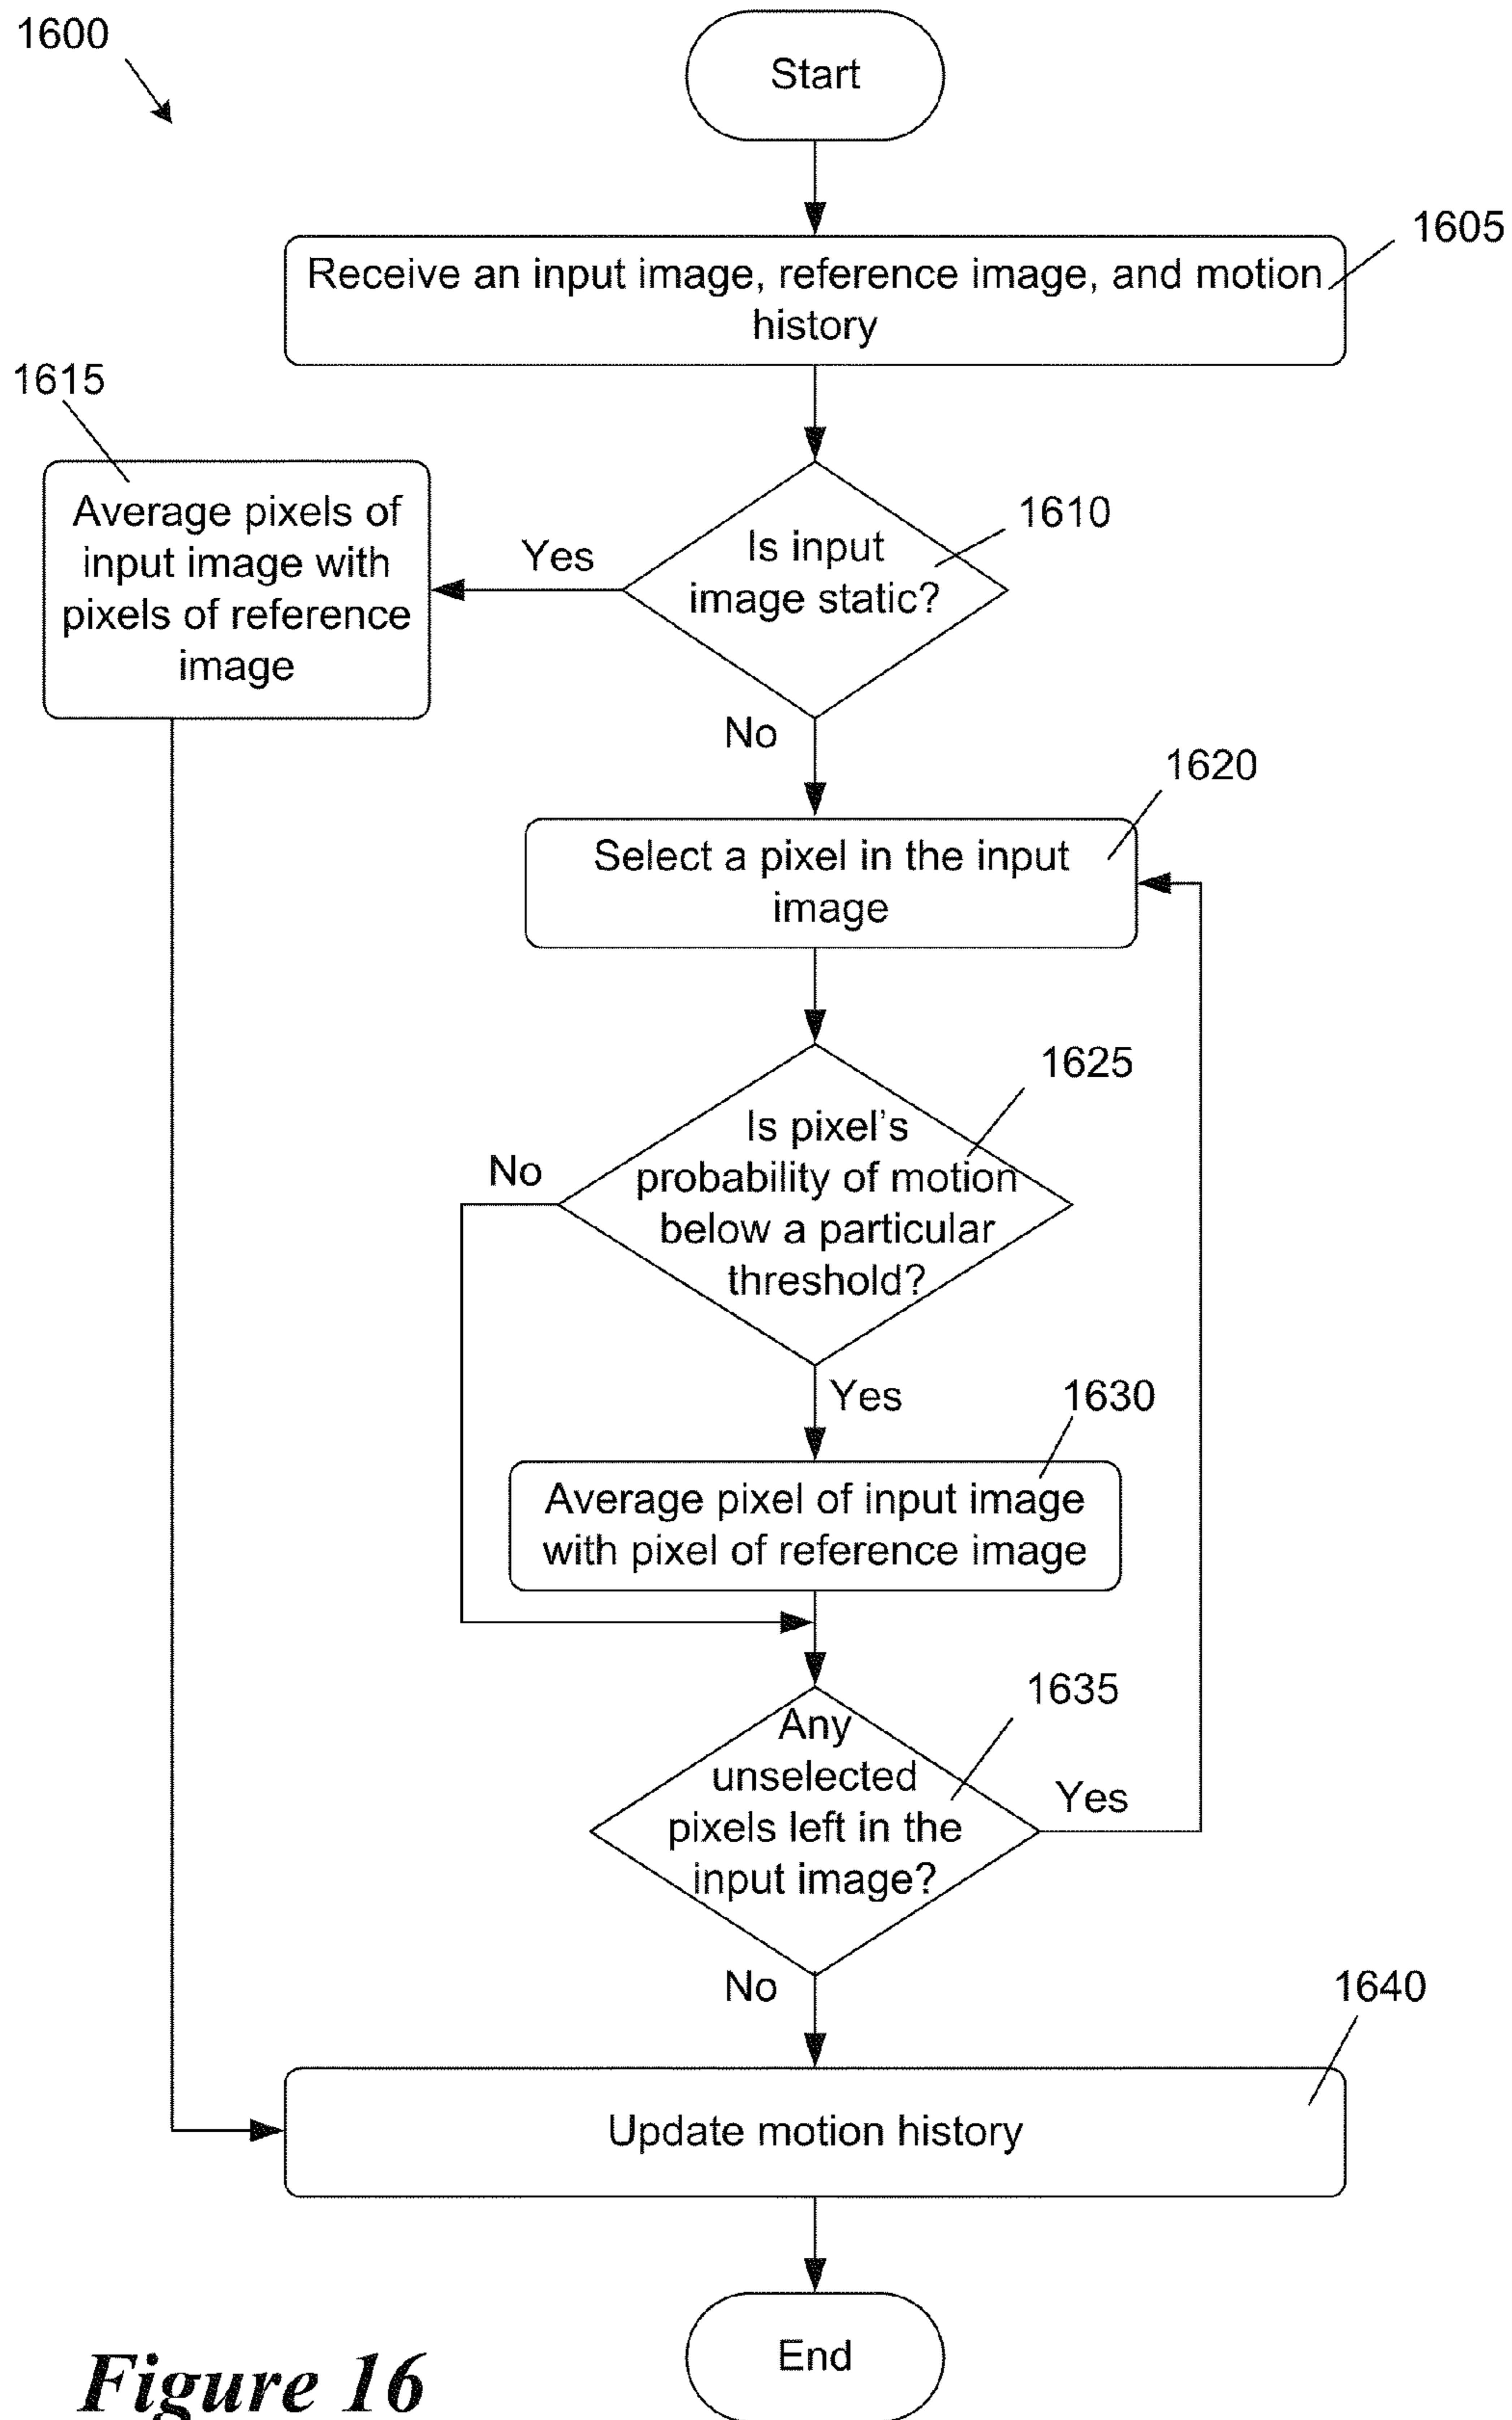 1600
Start
1605
Receive an input image, reference image, and motion
history
1615
Average pixels of
input image with
pixels of reference
image
Yes
1610
Is input
image static?
No
1620
Select a pixel in the input
image
1625
Is pixel's
probability of motion
below a particular
threshold?
No
Yes
1630
Average pixel of input image
with pixel of reference image
1635
Any
unselected
pixels left in the
input image?
Yes
No
1640
Update motion history
End
Figure 16